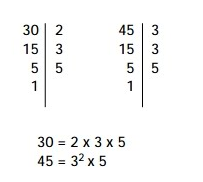 30 | 2 45 | 3
15 | 3 15 | 3
5 | 5 5 | 5
1 | 1 |
30 = 2 x 3 x 5
45 = 3² x 5